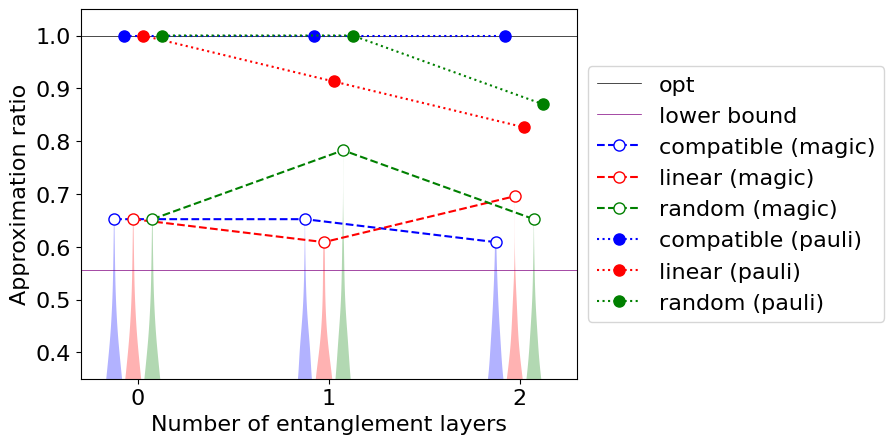 1.0
0.9
0.8
0.7
0.6
0.5
0.4
Approximation ratio
0 1 2
Number of entanglement layers
opt
lower bound
compatible (magic)
linear (magic)
random (magic)
compatible (pauli)
linear (pauli)
random (pauli)